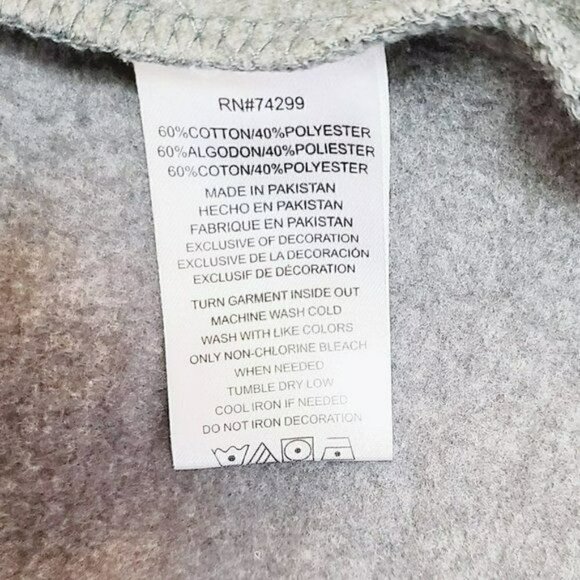 RN#74299
60%COTTON/40%POLYESTER
60%ALGODON/40%POLIESTER
60%COTON/40%POLYESTER
MADE IN PAKISTAN
HECHO EN PAKISTAN
FABRIQUE EN PAKISTAN
EXCLUSIVE OF DECORATION
EXCLUSIVE DE LA DECORACIÓN
EXCLUSIF DE DÉCORATION
TURN GARMENT INSIDE OUT
MACHINE WASH COLD
WASH WITH LIKE COLORS
ONLY NON-CHLORINE BLEACH
WHEN NEEDED
TUMBLE DRY LOW
COOL IRON IF NEEDED
DO NOT IRON DECORATION